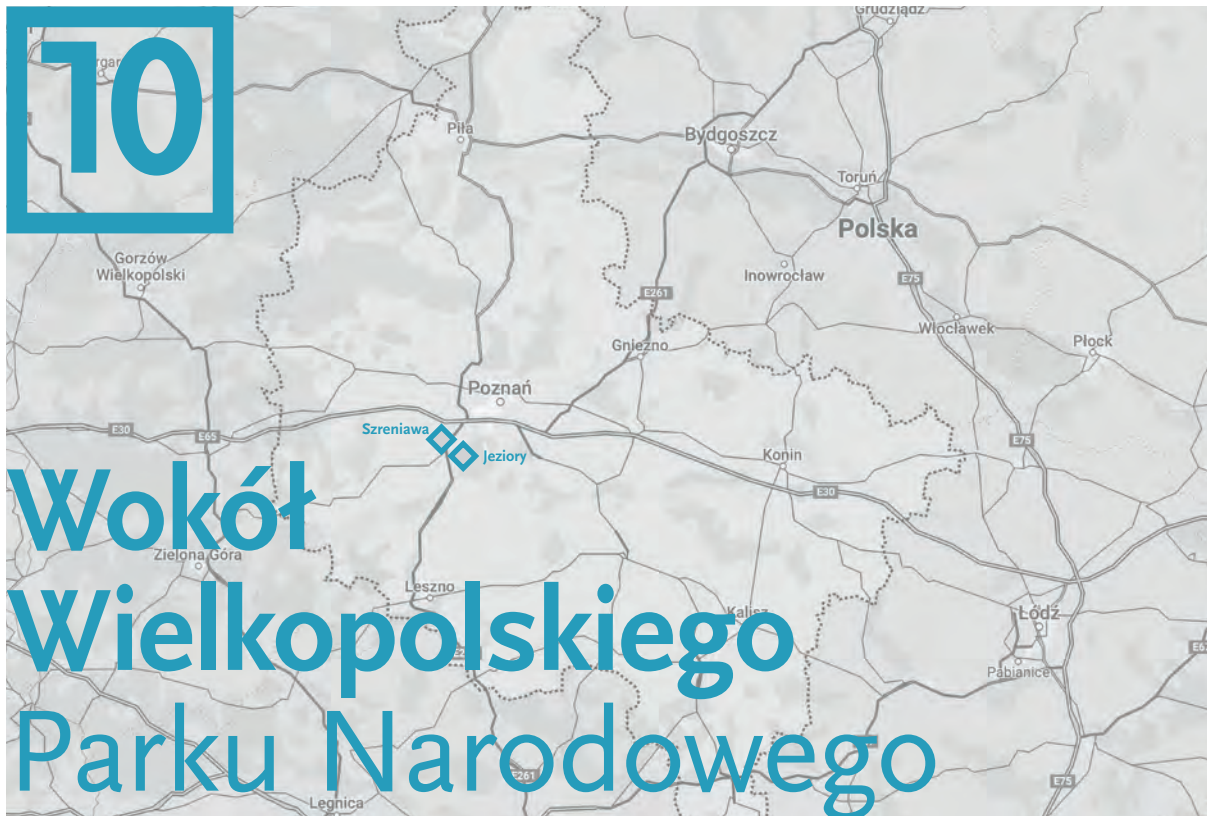 10
Grudziądz
Piła
Bydgoszcz
Toruń
Polska
Gorzów
Wielkopolski
Inowrocław
E75
E261
Włocławek
Gniezno
Płock
Poznań
E30
E65
Szreniawa
Jeziory
E75
Konin
E30
Wokół
Zielona Góra
Leszno
Wielkopolskiego
Kalisz
Łódź
Pabianice
Parku Narodowego
E261
E75
Legnica